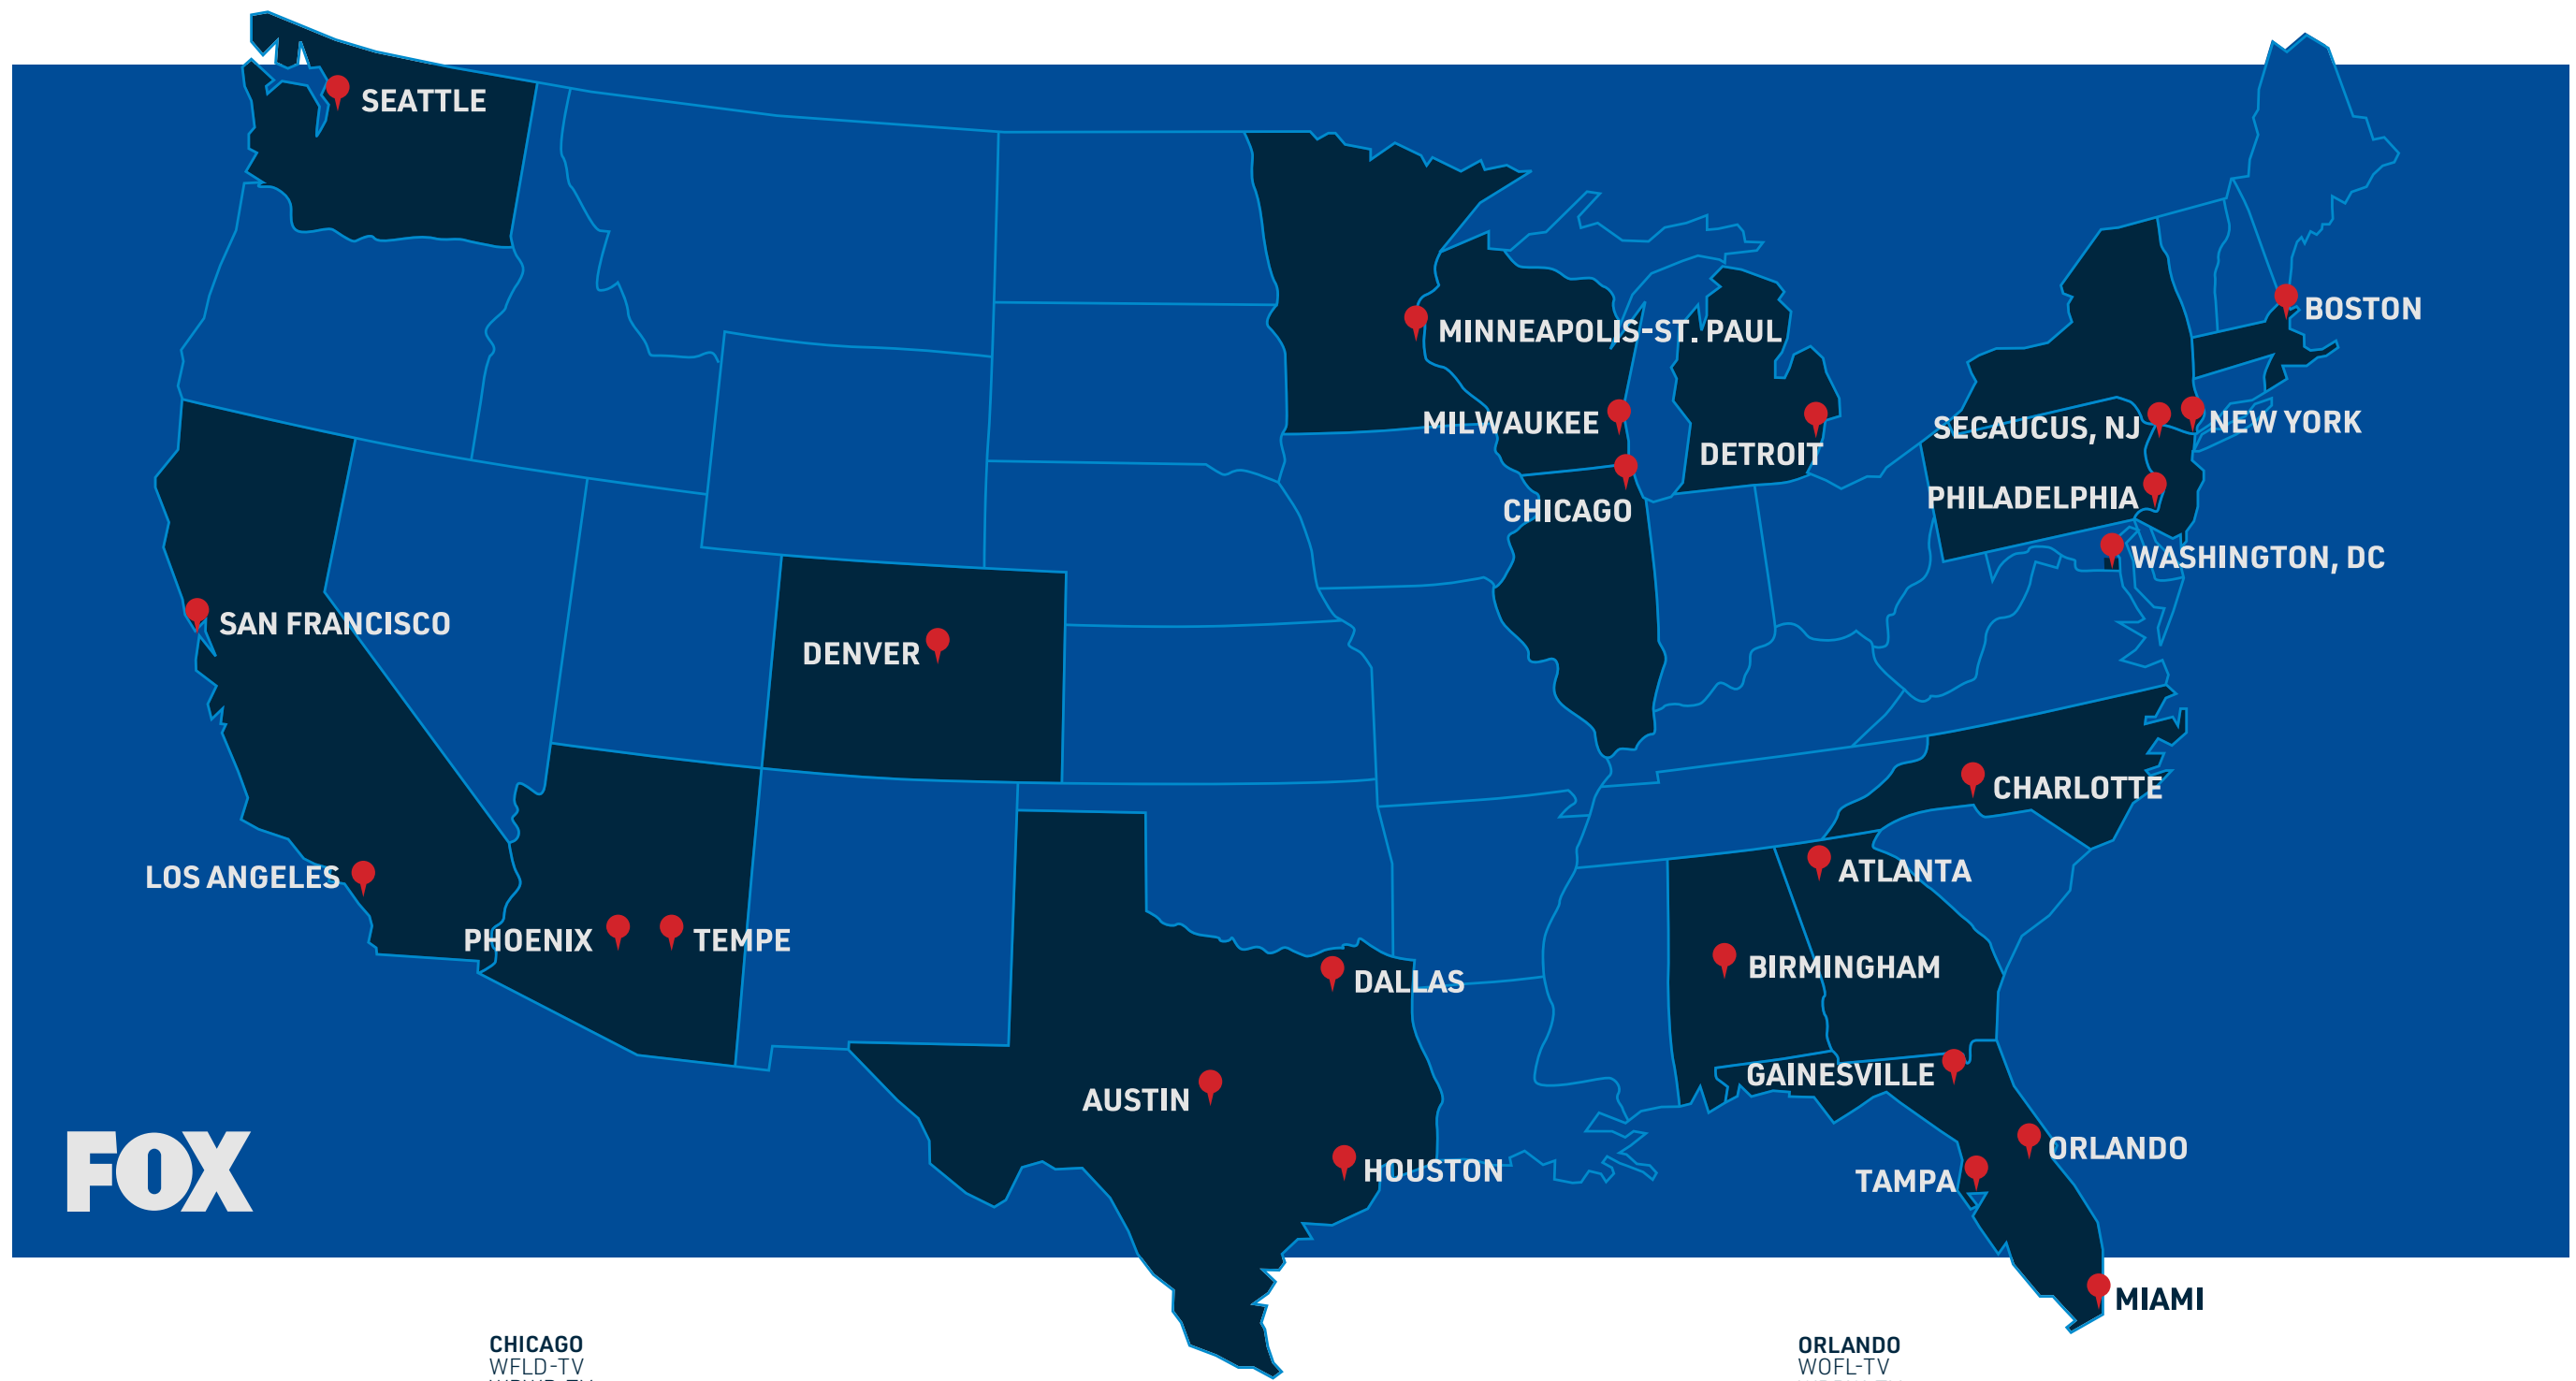 SEATTLE
BOSTON
MINNEAPOLIS-ST. PAUL
MILWAUKEE
SECAUCUS, NJ
NEW YORK
DETROIT
PHILADELPHIA
CHICAGO
WASHINGTON, DC
SAN FRANCISCO
DENVER
CHARLOTTE
ATLANTA
LOS ANGELES
PHOENIX
TEMPE
BIRMINGHAM
DALLAS
GAINESVILLE
AUSTIN
ORLANDO
HOUSTON
TAMPA
FOX
MIAMI
CHICAGO
WFLD-TV
ORLANDO
WOFL-TV